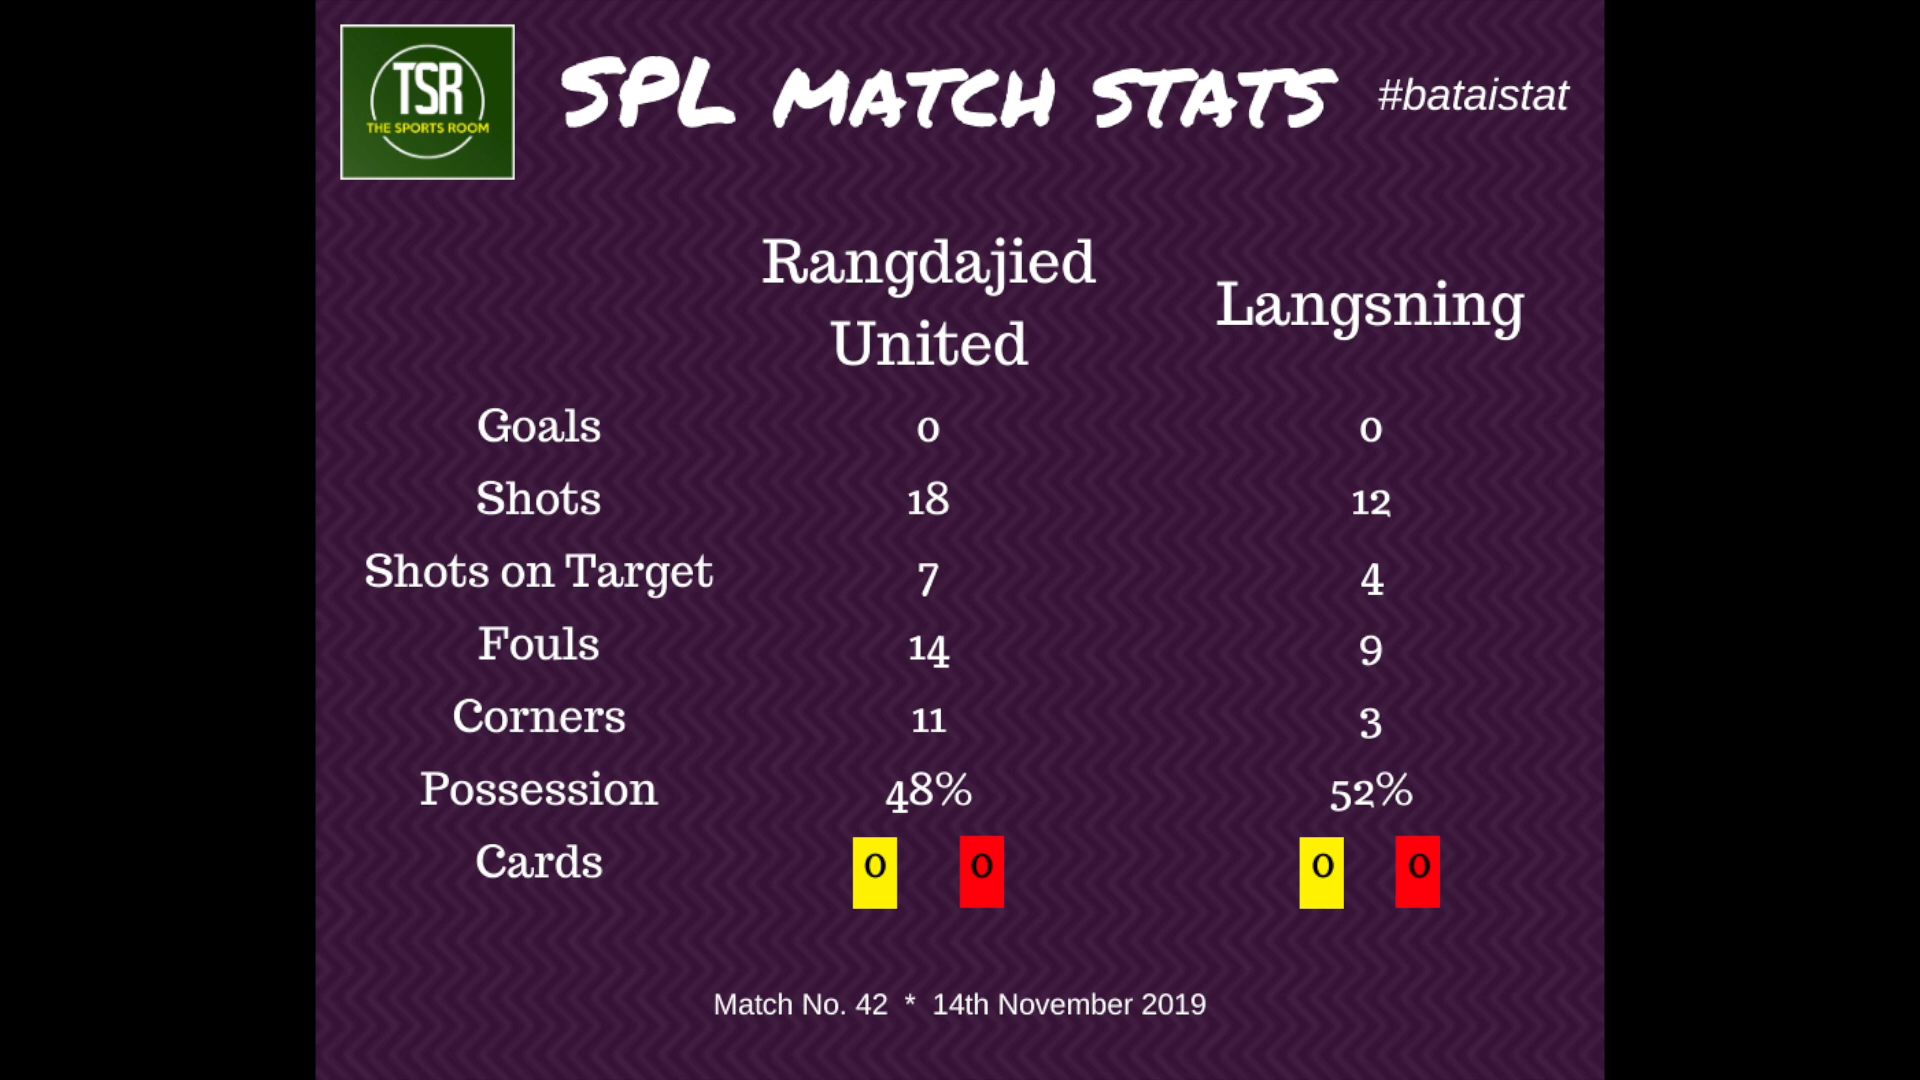 TSR
THE SPORTS ROOM
SPL MATCH STATS #bataistat
Rangdajied
United
Langsning
Goals 0 0
Shots 18 12
Shots on Target 7 4
Fouls 14 9
Corners 11 3
Possession 48% 52%
Cards 0 0 0 0
Match No. 42 * 14th November 2019